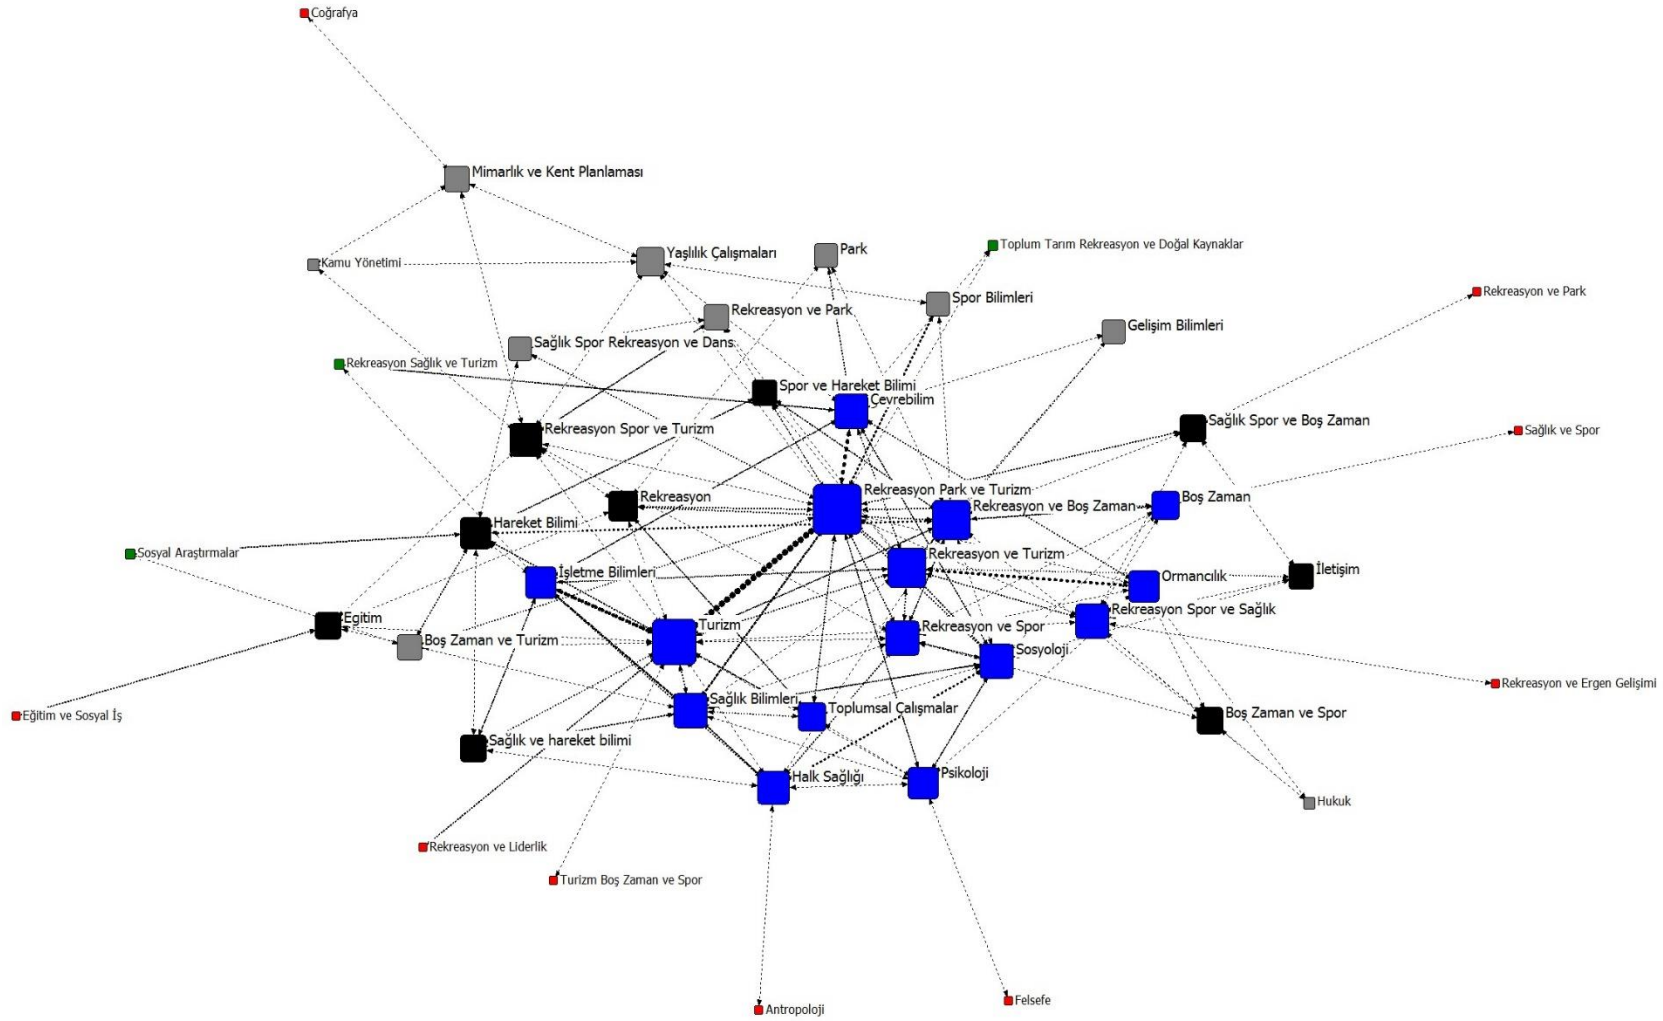 Coğrafya
Mimarlık ve Kent Planlaması
Toplum Tarım Rekreasyon ve Doğal Kaynaklar
Park
Yaşlılık Çalışmaları
Kamu Yönetimi
Rekreasyon ve Park
Spor Bilimleri
Rekreasyon ve Park
Gelişim Bilimleri
Sağlık Spor Rekreasyon ve Dans
Rekreasyon Sağlık ve Turizm
Spor ve Hareket Bilimi
Çevrebilim
Sağlık Spor ve Boş Zaman
Rekreasyon Spor ve Turizm
Sağlık ve Spor
Rekreasyon Park ve Turizm
Rekreasyon
Boş Zaman
Rekreasyon ve Boş Zaman
Hareket Bilimi
Sosyal Araştırmalar
Rekreasyon ve Turizm
İletişim
İşletme Bilimleri
Ormancılık
Rekreasyon Spor ve Sağlık
Eğitim
Turizm
Rekreasyon ve Spor
Boş Zaman ve Turizm
Sosyoloji
Rekreasyon ve Ergen Gelişimi
Sağlık Bilimleri
Toplumsal Çalışmalar
Boş Zaman ve Spor
Eğitim ve Sosyal İş
Sağlık ve hareket bilimi
Halk Sağlığı
Psikoloji
Hukuk
Rekreasyon ve Liderlik
Turizm Boş Zaman ve Spor
Felsefe
Antropoloji